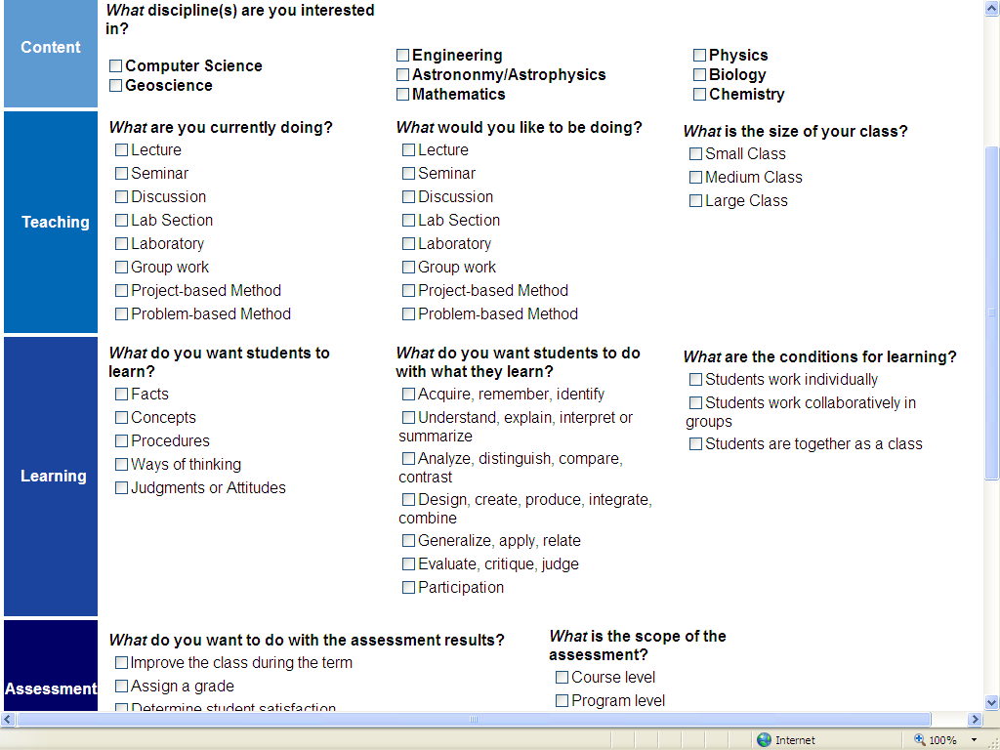 Content
What discipline(s) are you interested
in?
Computer Science
Geoscience
Engineering
Astrononmy/Astrophysics
Mathematics
Physics
Biology
Chemistry
Teaching
What are you currently doing?
Lecture
Seminar
Discussion
Lab Section
Laboratory
Group work
Project-based Method
Problem-based Method
What would you like to be doing?
Lecture
Seminar
Discussion
Lab Section
Laboratory
Group work
Project-based Method
Problem-based Method
What is the size of your class?
Small Class
Medium Class
Large Class
Learning
What do you want students to
learn?
Facts
Concepts
Procedures
Ways of thinking
Judgments or Attitudes
What do you want students to do
with what they learn?
Acquire, remember, identify
Understand, explain, interpret or
summarize
Analyze, distinguish, compare,
contrast
Design, create, produce, integrate,
combine
Generalize, apply, relate
Evaluate, critique, judge
Participation
What are the conditions for learning?
Students work individually
Students work collaboratively in
groups
Students are together as a class
Assessment
What do you want to do with the assessment results?
Improve the class during the term
Assign a grade
Determine student satisfaction
What is the scope of the
assessment?
Course level
Program level
Internet
100%